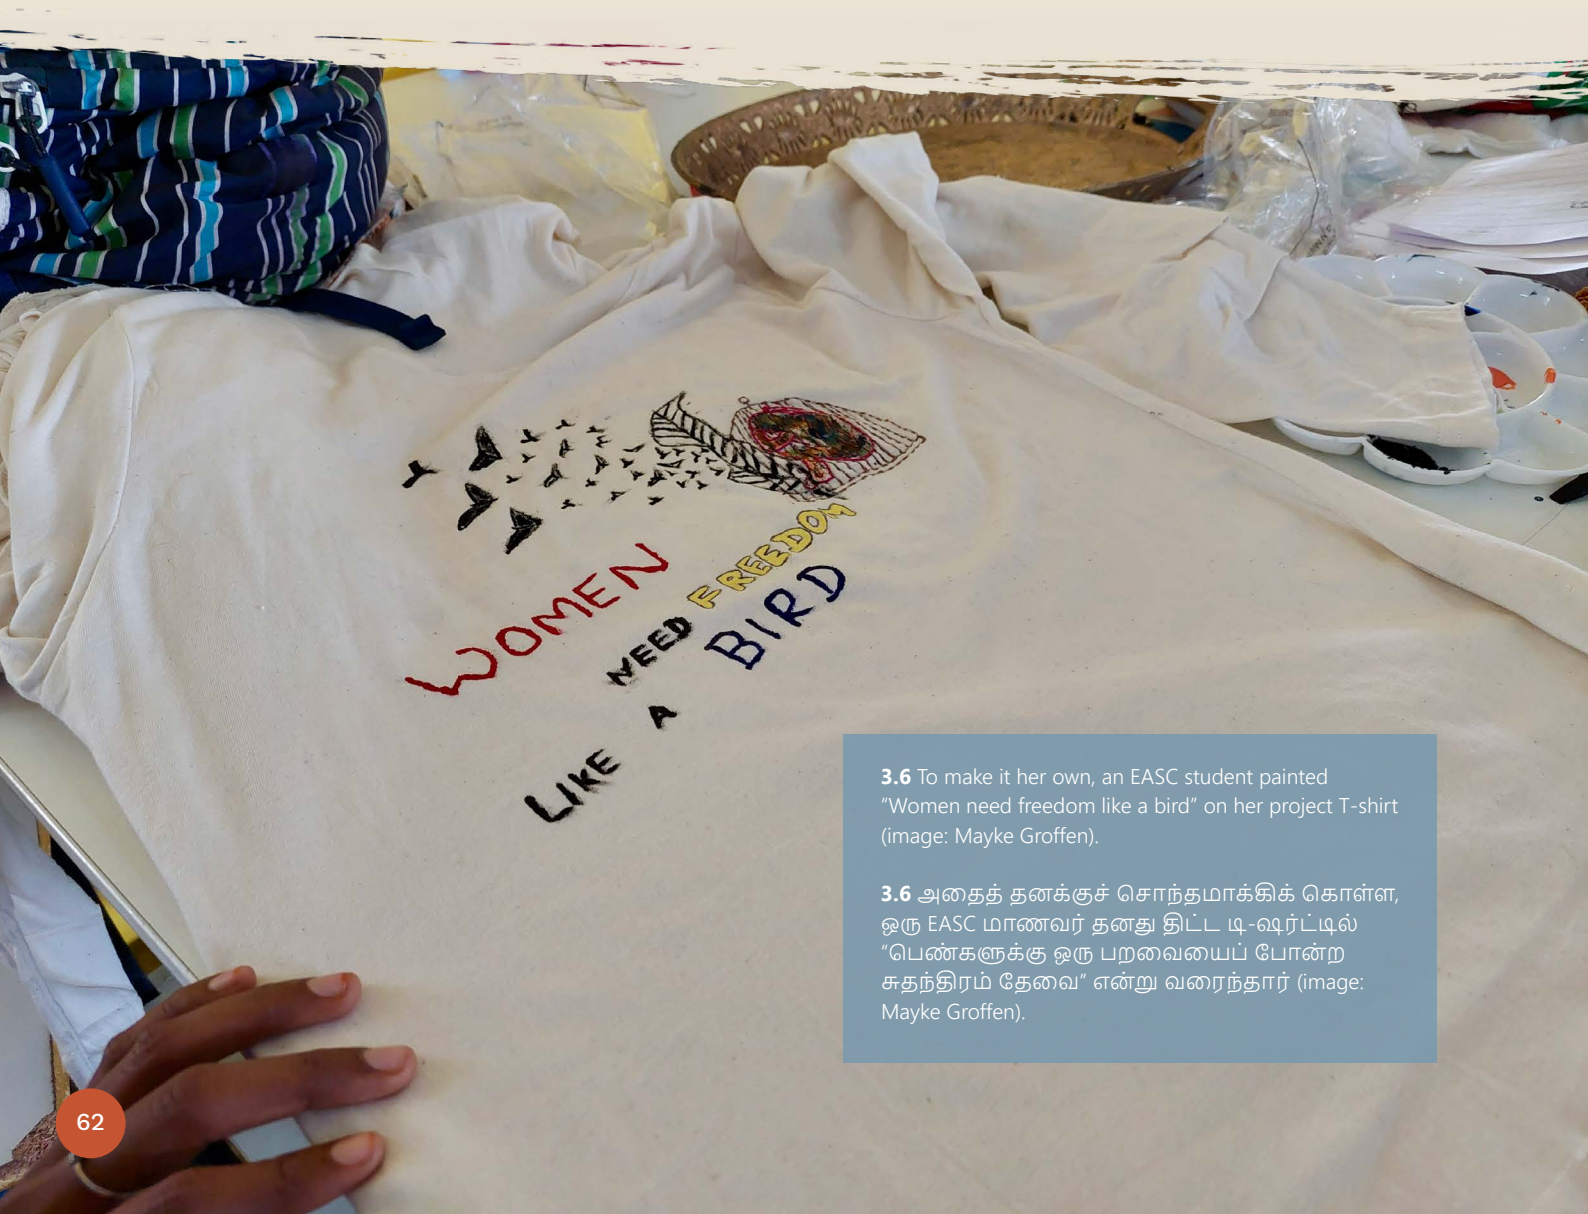 WOMEN
NEED FREEDOM
LIKE A BIRD
3.6 To make it her own, an EASC student painted
“Women need freedom like a bird” on her project T-shirt
(image: Mayke Groffen).
3.6 அதைத் தனக்குச் சொந்தமாக்கிக் கொள்ள,
ஒரு EASC மாணவர் தனது திட்ட டி-ஷர்ட்டில்
“பெண்களுக்கு ஒரு பறவையைப் போன்ற
சுதந்திரம் தேவை” என்று வரைந்தார் (image:
Mayke Groffen).
62